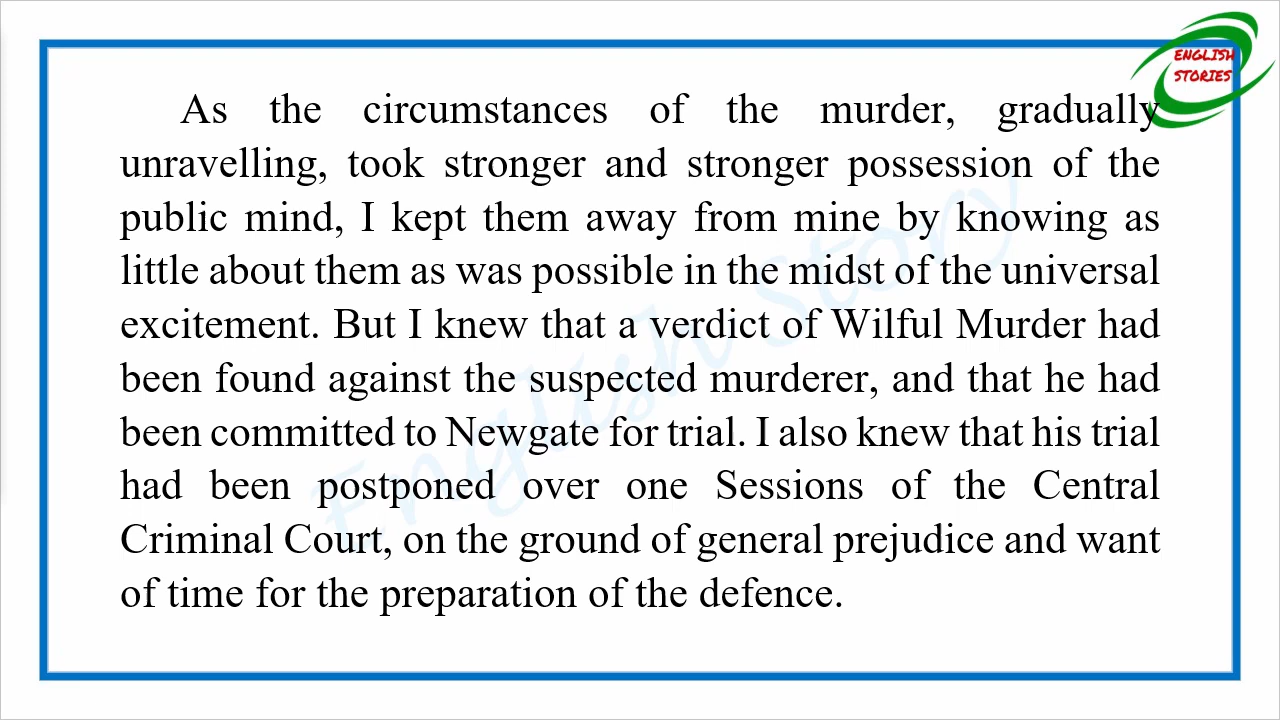 ENGLISH
STORIES
As the circumstances of the murder, gradually
unravelling, took stronger and stronger possession of the
public mind, I kept them away from mine by knowing as
little about them as was possible in the midst of the universal
excitement. But I knew that a verdict of Wilful Murder had
been found against the suspected murderer, and that he had
been committed to Newgate for trial. I also knew that his trial
had been postponed over one Sessions of the Central
Criminal Court, on the ground of general prejudice and want
of time for the preparation of the defence.
English Story